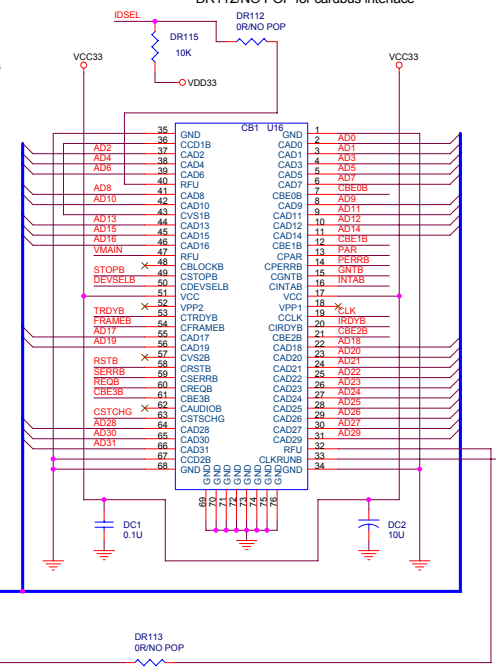 DR112/NO POP for cardbus interface
IDSEL
DR112
0R/NO POP
DR115
10K
VCC33
VDD33
VCC33
CB1 U16
35 GND GND 1
36 CCD1B CAD0 2 AD0
AD2 37 CAD2 CAD1 3 AD1
AD4 38 CAD4 CAD3 4 AD3
AD6 39 CAD6 CAD5 5 AD5
40 RFU CAD7 6 AD7
AD8 41 CAD8 CBE0B 7 CBE0B
AD10 42 CAD10 CAD9 8 AD9
43 CVS1B CAD11 9 AD11
AD13 44 CAD13 CAD12 10 AD12
AD15 45 CAD15 CAD14 11 AD14
AD16 46 CAD16 CBE1B 12 CBE1B
VMAIN 47 RFU CPAR 13 PAR
48 CBLOCKB CPERRB 14 PERRB
STOPB 49 CSTOPB CGNTB 15 GNTB
DEVSELB 50 CDEVSELB CINTAB 16 INTAB
51 VCC VCC 17
52 VPP2 VPP1 18
TRDYB 53 CTRDYB CCLK 19 CLK
FRAMEB 54 CFRAMEB CIRDYB 20 IRDYB
AD17 55 CAD17 CBE2B 21 CBE2B
AD19 56 CAD19 CAD18 22 AD18
57 CVS2B CAD20 23 AD20
RSTB 58 CRSTB CAD21 24 AD21
SERRB 59 CSERRB CAD22 25 AD22
REQB 60 CREQB CAD23 26 AD23
CBE3B 61 CBE3B CAD24 27 AD24
62 CAUDIOB CAD25 28 AD25
CSTCHG 63 CSTSCHG CAD26 29 AD26
AD28 64 CAD28 CAD27 30 AD27
AD30 65 CAD30 CAD29 31 AD29
AD31 66 CAD31 RFU 32
67 CCD2B CLKRUNB 33
68 GND GND 34
GND GND GND GND GND GND GND GND
69 70 71 72 73 74 75 76
DC1
0.1U
DC2
10U
DR113
0R/NO POP